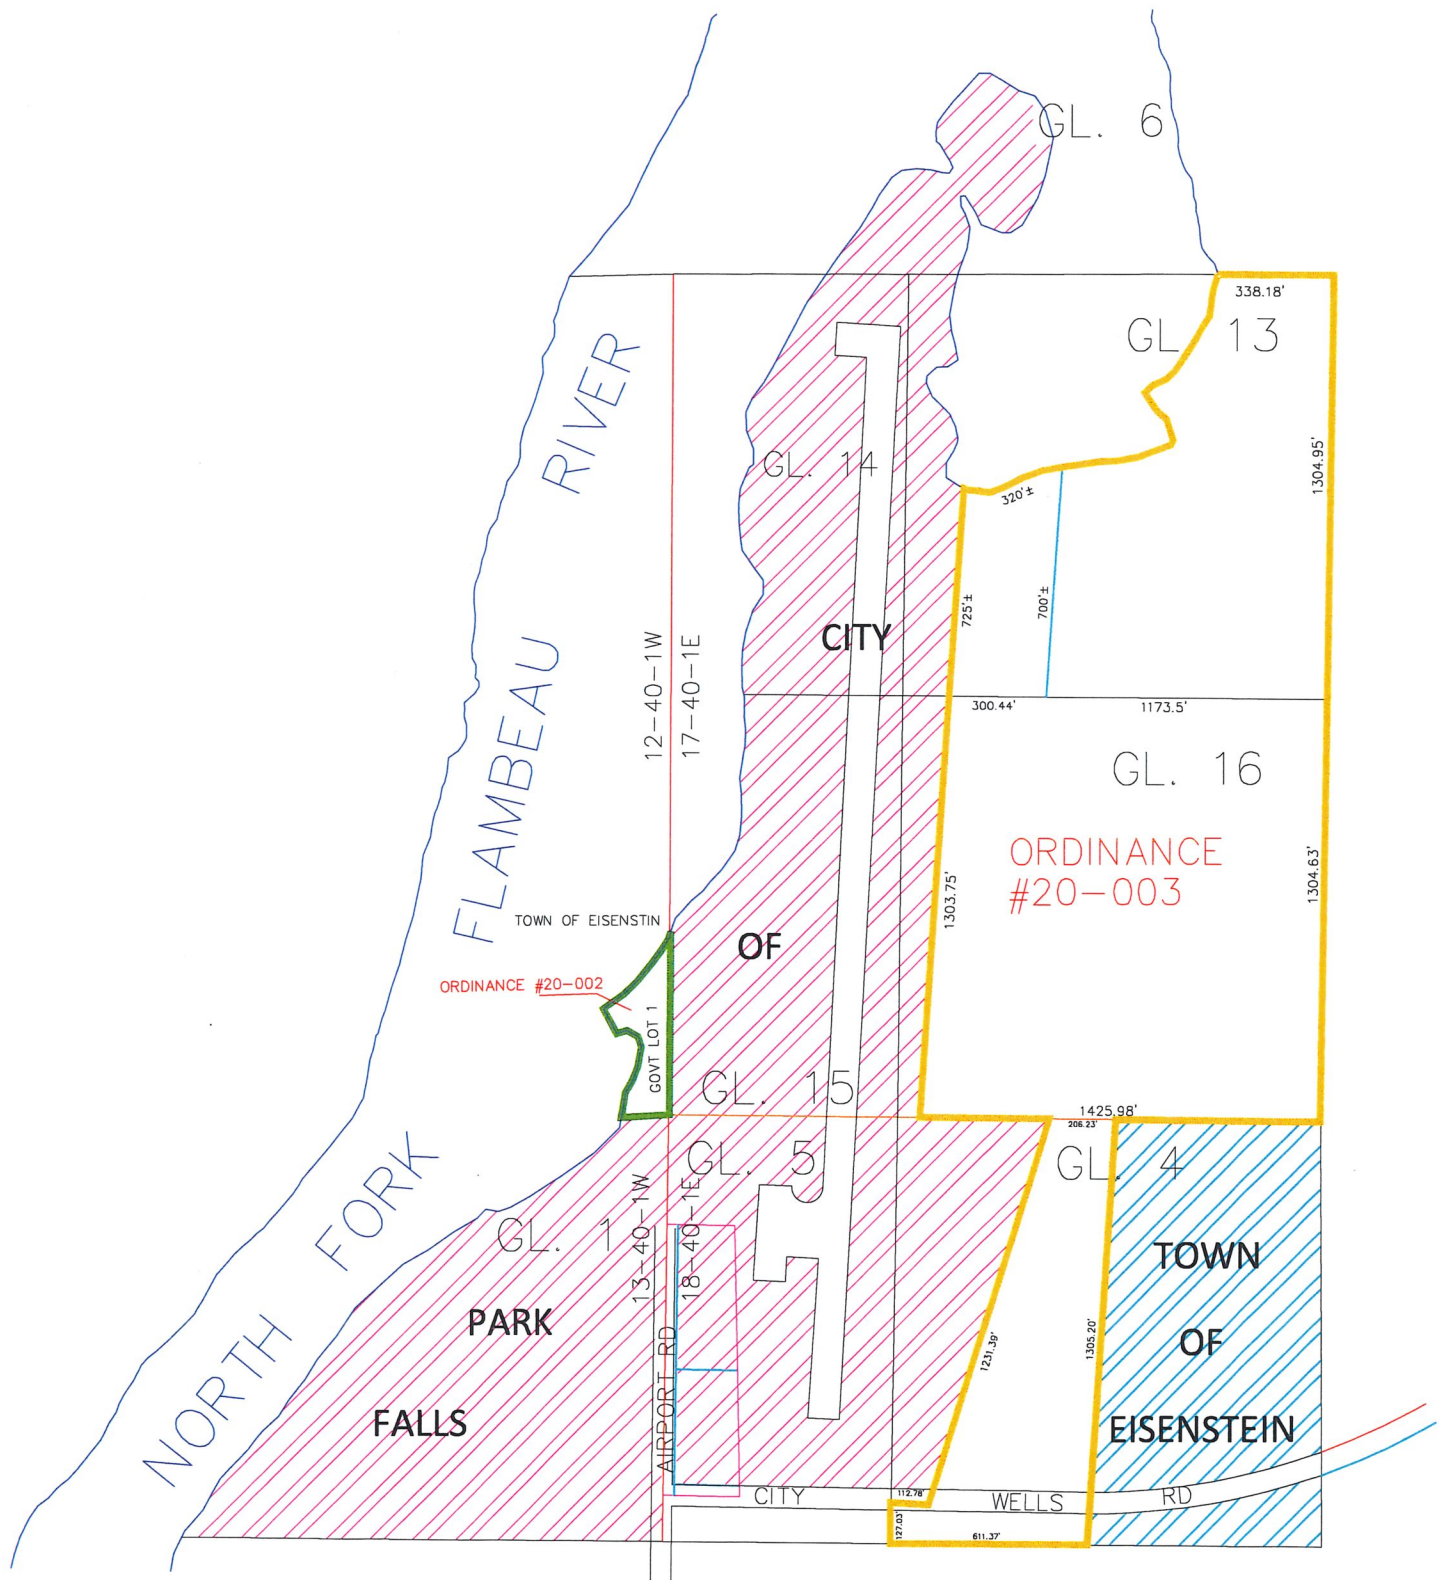 GL. 6
338.18'
GL. 13
RIVER
1304.95'
GL. 14
320'±
725'±
700'±
CITY
12-40-1W
17-40-1E
300.44'
1173.5'
FLAMBEAU
GL. 16
ORDINANCE
#20-003
1303.75'
1304.63'
TOWN OF EISENSTIN
OF
ORDINANCE #20-002
GOVT LOT 1
GL. 15
1425.98'
206.23'
GL. 5
GL. 4
FORK
GL. 1
13-40-1W
18-40-1E
TOWN
PARK
OF
1231.39'
1305.20'
NORTH
AIRPORT RD
FALLS
EISENSTEIN
112.78'
CITY WELLS RD
127.03'
611.37'